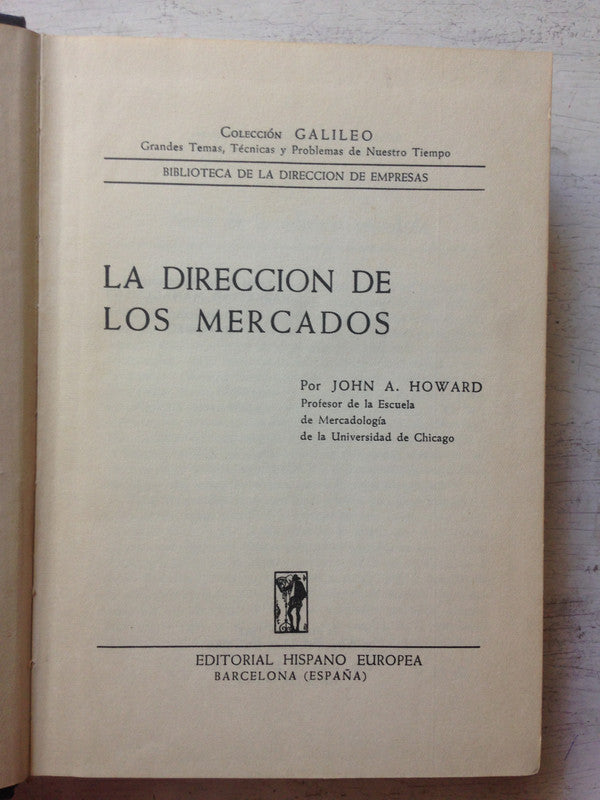 COLECCIÓN GALILEO
Grandes Temas, Técnicas y Problemas de Nuestro Tiempo
BIBLIOTECA DE LA DIRECCION DE EMPRESAS
LA DIRECCION DE
LOS MERCADOS
Por JOHN A. HOWARD
Profesor de la Escuela
de Mercadología
de la Universidad de Chicago
EDITORIAL HISPANO EUROPEA
BARCELONA (ESPAÑA)